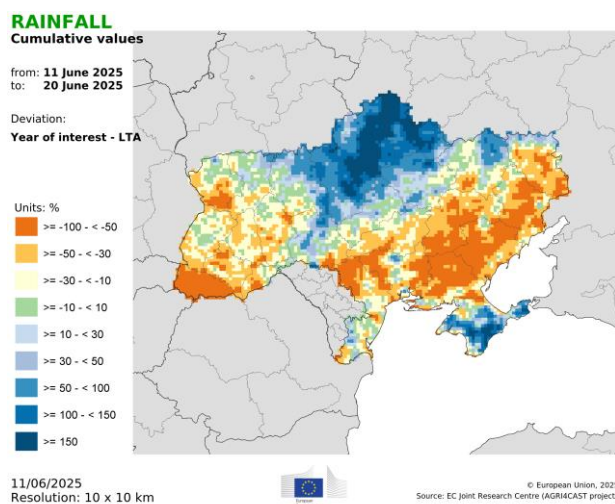 RAINFALL
Cumulative values
from: 11 June 2025
to: 20 June 2025
Deviation:
Year of interest - LTA
Units: %
>= -100 - < -50
>= -50 - < -30
>= -30 - < -10
>= -10 - < 10
>= 10 - < 30
>= 30 - < 50
>= 50 - < 100
>= 100 - < 150
>= 150
11/06/2025
Resolution: 10 x 10 km
European
© European Union, 202
Source: EC Joint Research Centre (AGRI4CAST project